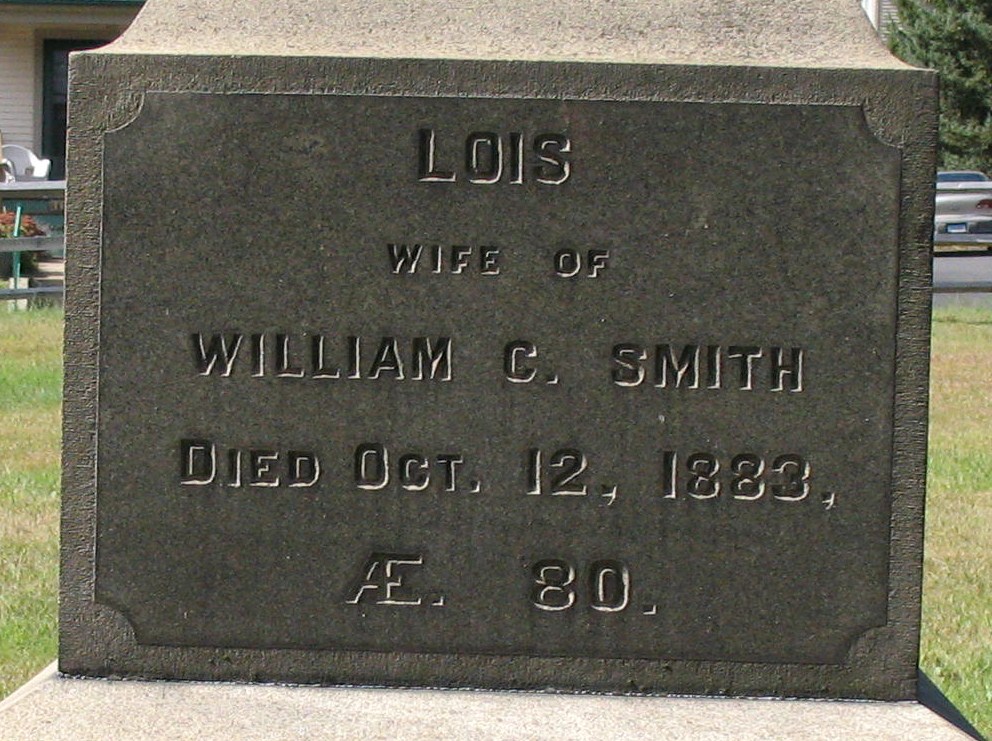 LOIS
WIFE OF
WILLIAM C. SMITH
DIED OCT. 12, 1883,
Æ. 80.